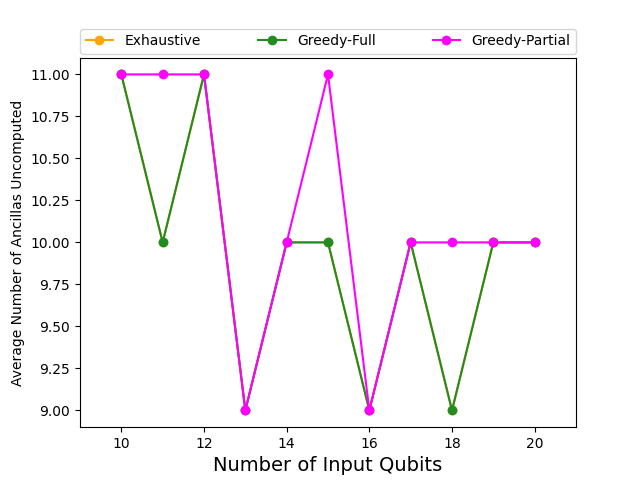 Exhaustive Greedy-Full Greedy-Partial
11.00
10.75
10.50
10.25
10.00
9.75
9.50
9.25
9.00
Average Number of Ancillas Uncomputed
10 12 14 16 18 20
Number of Input Qubits